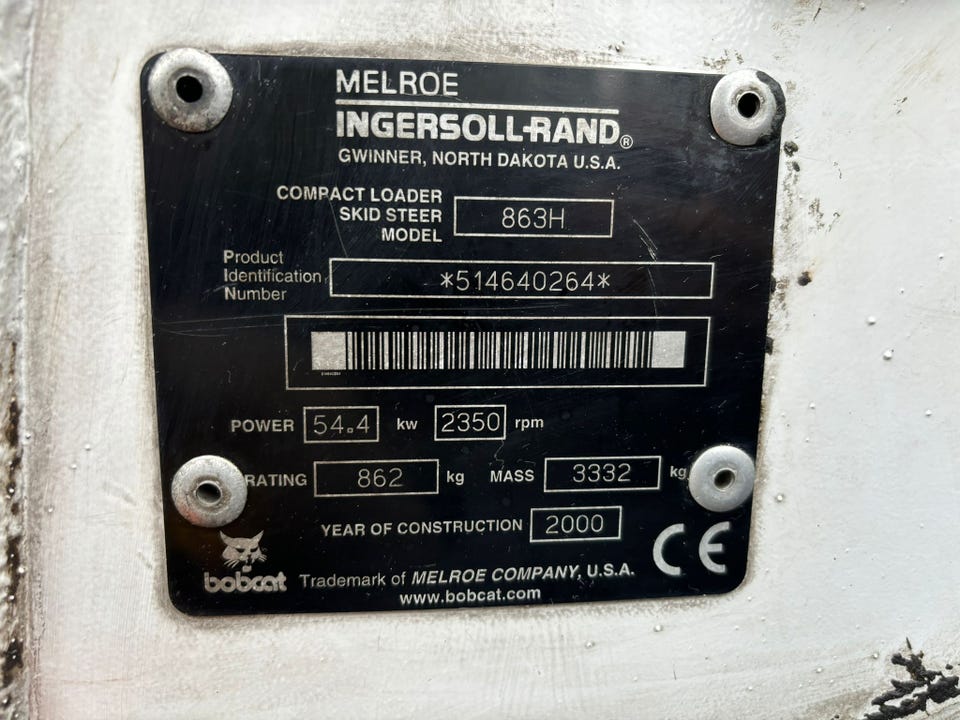 MELROE
INGERSOLL-RAND®
GWINNER, NORTH DAKOTA U.S.A.
COMPACT LOADER
SKID STEER
MODEL
863H
Product
Identification
Number
*514640264*
POWER 54.4 kw 2350 rpm
RATING 862 kg MASS 3332 kg
YEAR OF CONSTRUCTION 2000
CE
bobcat Trademark of MELROE COMPANY, U.S.A.
www.bobcat.com